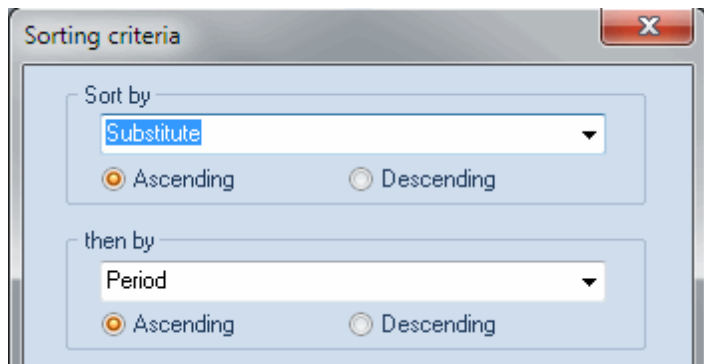 Sorting criteria
Sort by
Substitute
Ascending Descending
then by
Period
Ascending Descending